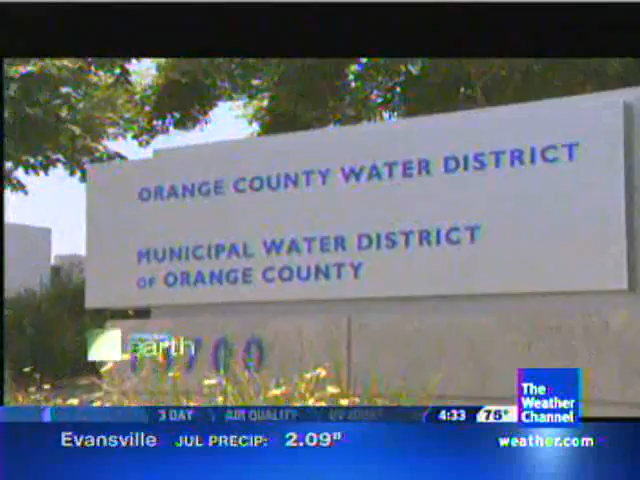 ORANGE COUNTY WATER DISTRICT
MUNICIPAL WATER DISTRICT
OF ORANGE COUNTY
earth
3 DAY
AIR QUALITY
4:33
75°
The
Weather
Channel
Evansville JUL PRECIP: 2.09"
weather.com